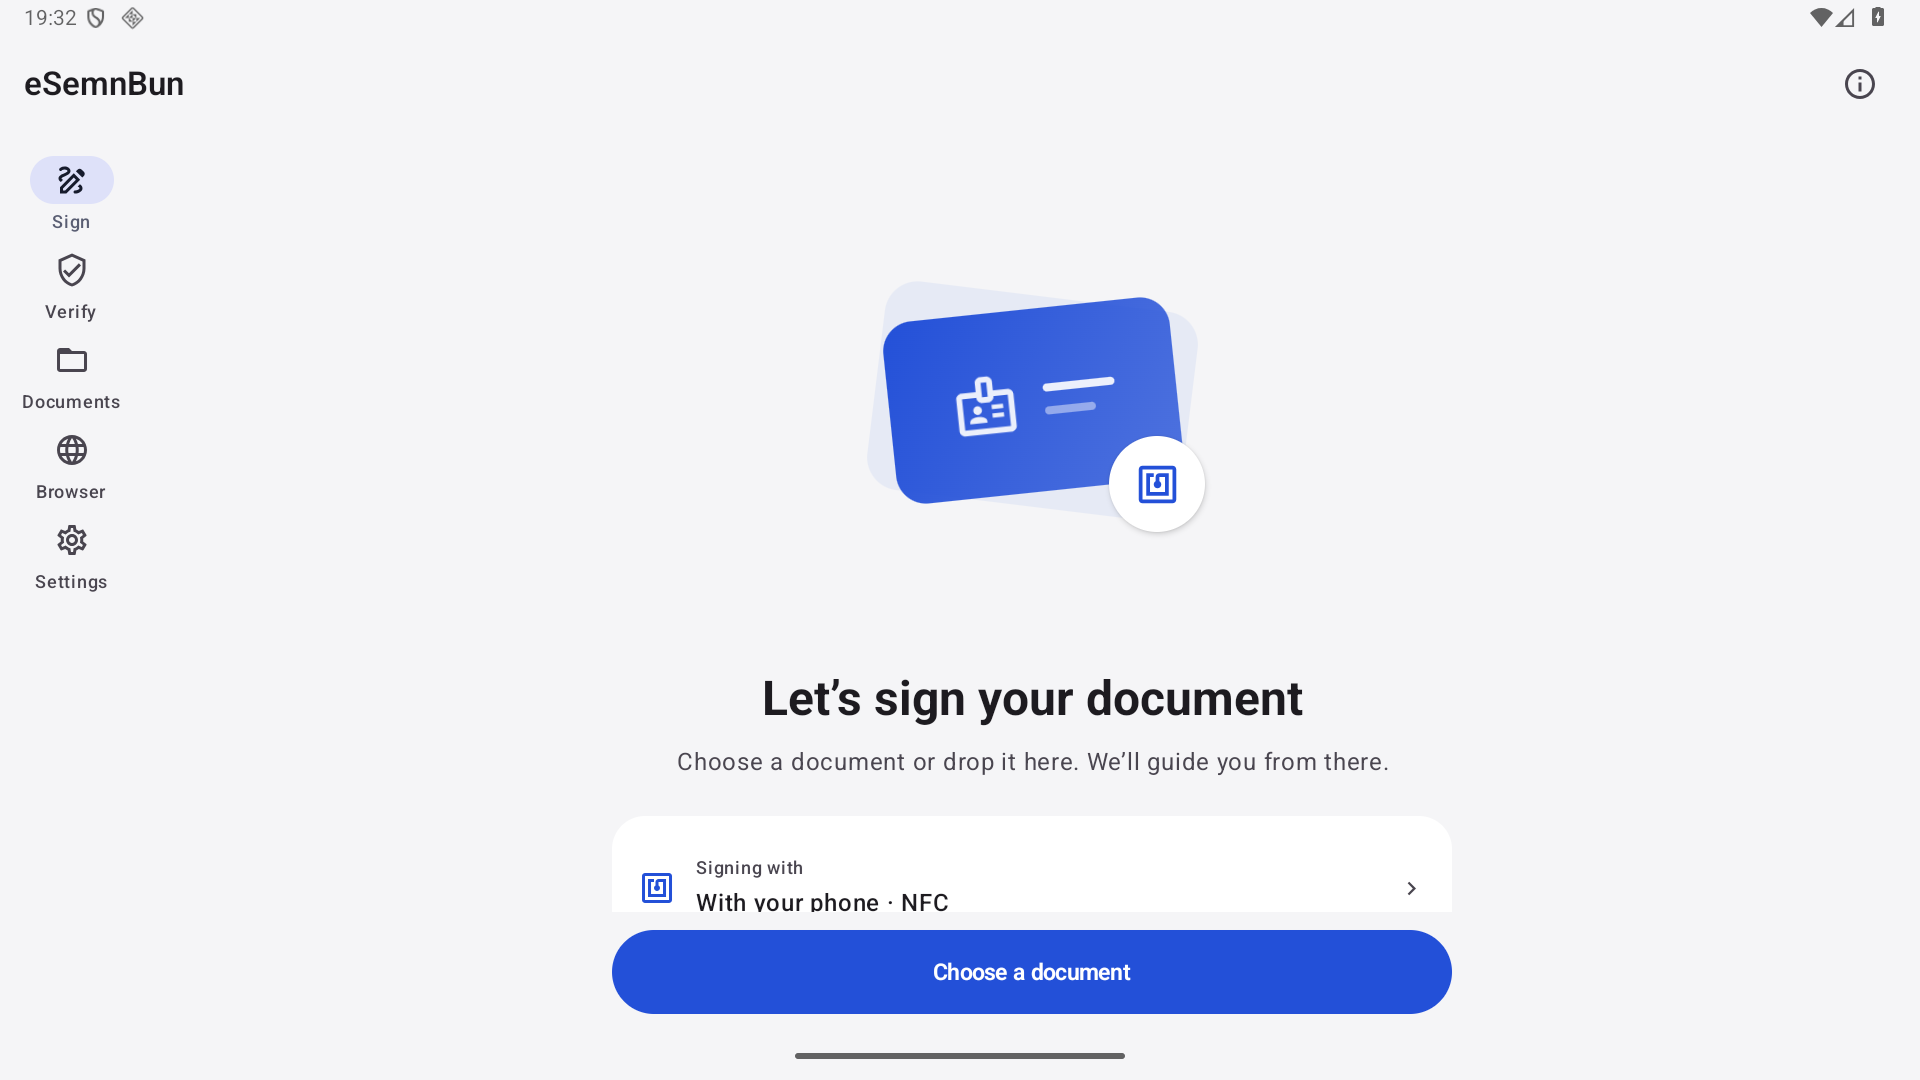 19:32
eSemnBun
Sign
Verify
Documents
Browser
Settings
Let’s sign your document
Choose a document or drop it here. We’ll guide you from there.
Signing with
With your phone · NFC
Choose a document